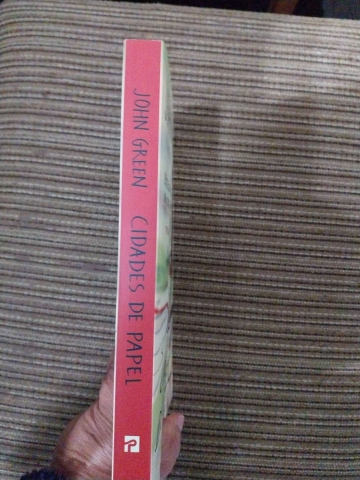 JOHN GREEN CIDADES DE PAPEL